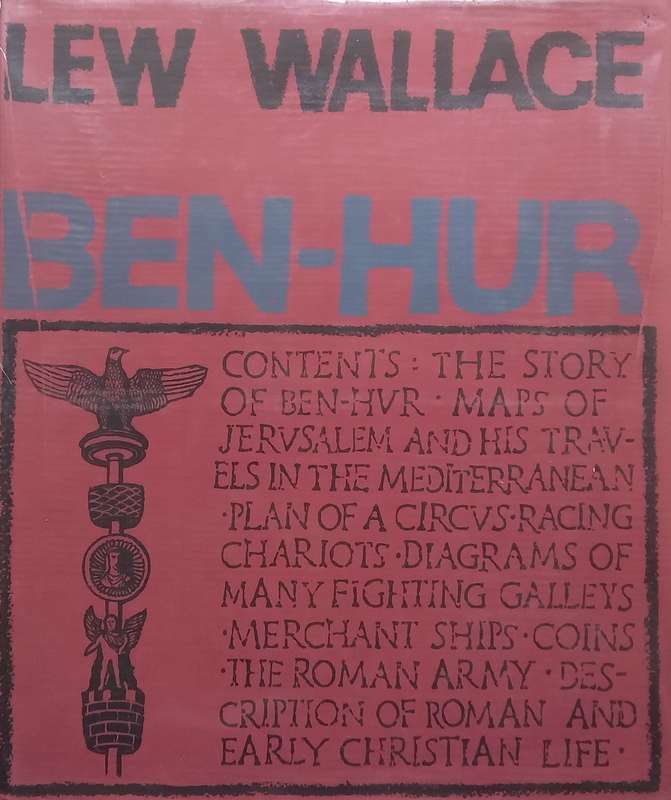 LEW WALLACE
BEN-HUR
CONTENTS : THE STORY
OF BEN-HVR · MAPS OF
JERVSALEM AND HIS TRAV-
ELS IN THE MEDITERRANEAN
·PLAN OF A CIRCVS·RACING
CHARIOTS·DIAGRAMS OF
MANY FIGHTING GALLEYS
·MERCHANT SHIPS·COINS
·THE ROMAN ARMY·DES-
CRIPTION OF ROMAN AND
EARLY CHRISTIAN LIFE·